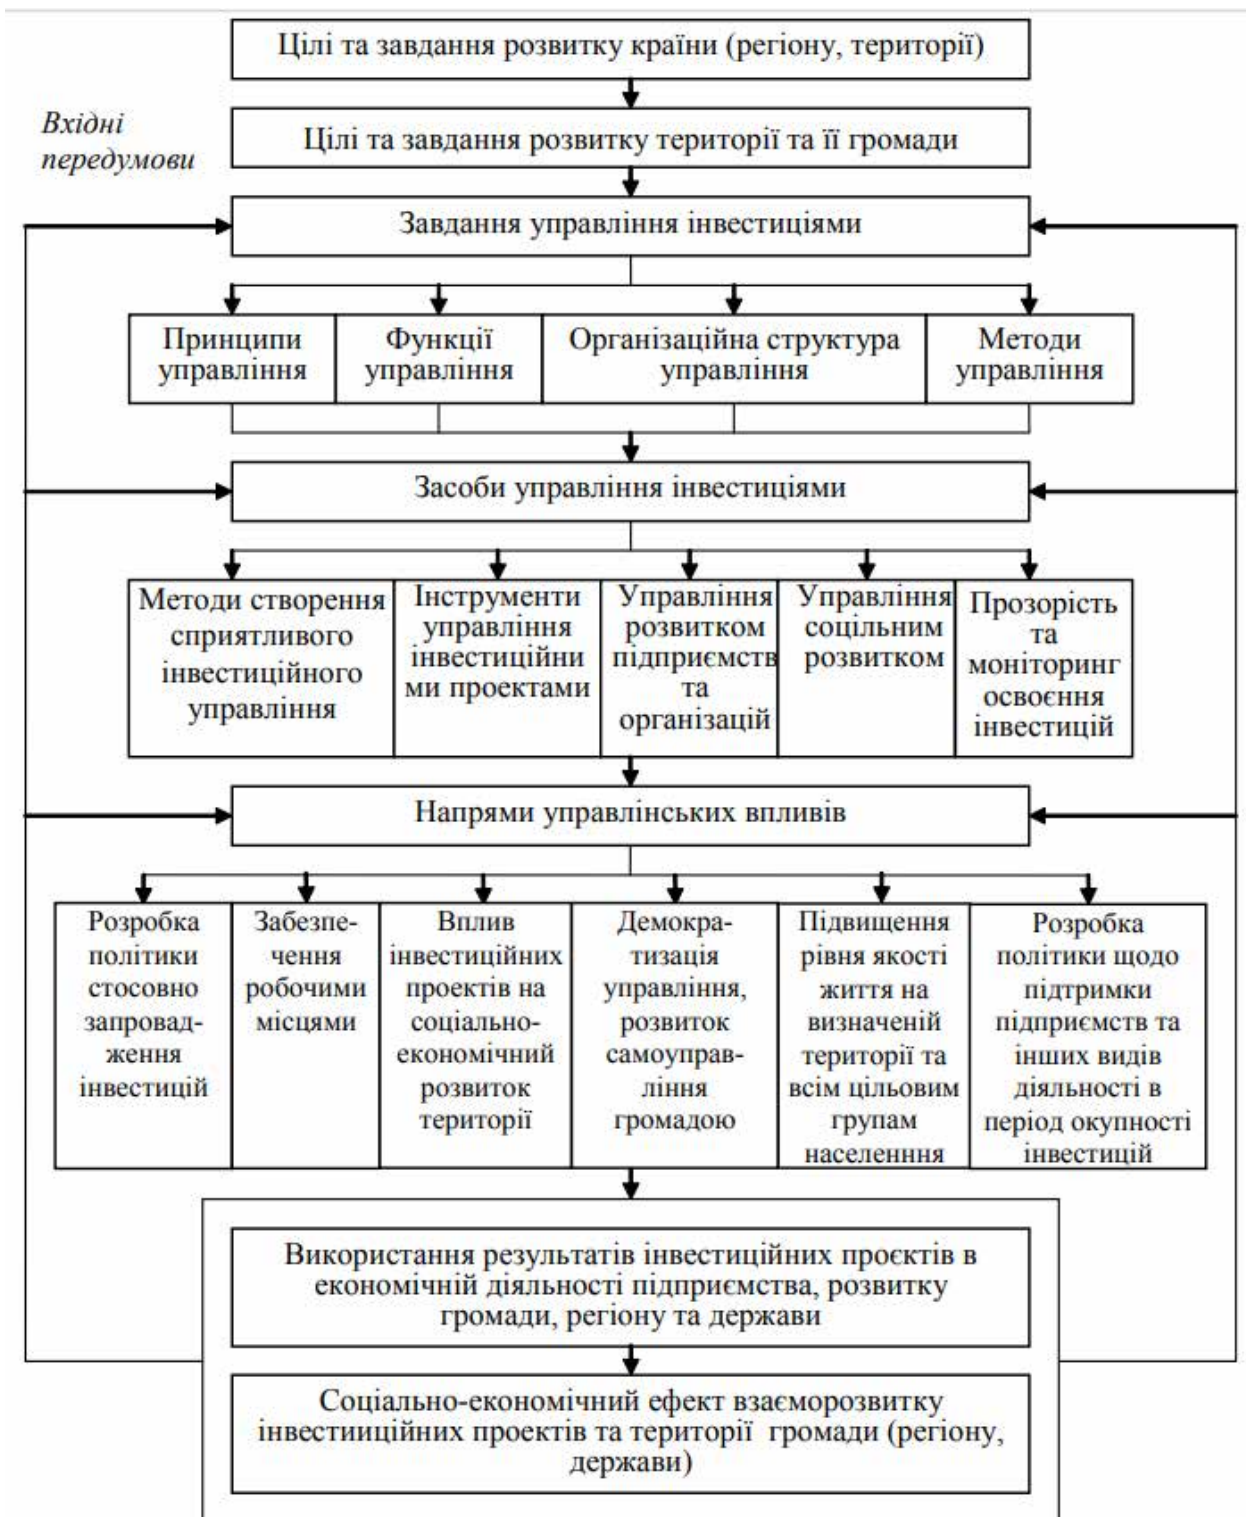 Цілі та завдання розвитку країни (регіону, території)
Вхідні
передумови
Цілі та завдання розвитку території та її громади
Завдання управління інвестиціями
Принципи
управління
Функції
управління
Організаційна структура
управління
Методи
управління
Засоби управління інвестиціями
Методи створення
сприятливого
інвестиційного
управління
Інструменти
управління
інвестиційни
ми проектами
Управління
розвитком
підприємств
та
організацій
Управління
соцільним
розвитком
Прозорість
та
моніторинг
освоєння
інвестицій
Напрями управлінських впливів
Розробка
політики
стосовно
запровад-
ження
інвестицій
Забезпе-
чення
робочими
місцями
Вплив
інвестиційних
проектів на
соціально-
економічний
розвиток
території
Демокра-
тизація
управління,
розвиток
самоуправ-
ління
громадою
Підвищення
рівня якості
життя на
визначеній
території та
всім цільовим
групам
населенння
Розробка
політики щодо
підтримки
підприємств та
інших видів
діяльності в
період окупності
інвестицій
Використання результатів інвестиційних проєктів в
економічній діяльності підприємства, розвитку
громади, регіону та держави
Соціально-економічний ефект взаєморозвитку
інвестииційних проектів та території громади (регіону,
держави)